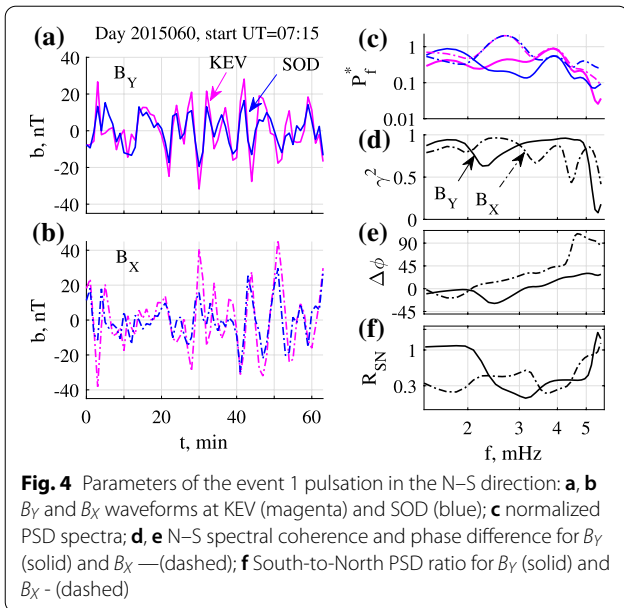 Day 2015060, start UT=07:15
(a)
B_Y
KEV
SOD
b, nT
40
20
0
-20
-40
(b)
B_X
b, nT
40
20
0
-20
-40
0 20 40 60
t, min
(c)
P*_f
1
0.1
0.01
(d)
γ²
1
0.5
0
B_Y
B_X
(e)
Δϕ
90
45
0
-45
(f)
R_SN
1
0.3
2 3 4 5
f, mHz
Fig. 4 Parameters of the event 1 pulsation in the N–S direction: a, b
B_Y and B_X waveforms at KEV (magenta) and SOD (blue); c normalized
PSD spectra; d, e N–S spectral coherence and phase difference for B_Y
(solid) and B_X —(dashed); f South-to-North PSD ratio for B_Y (solid) and
B_X - (dashed)